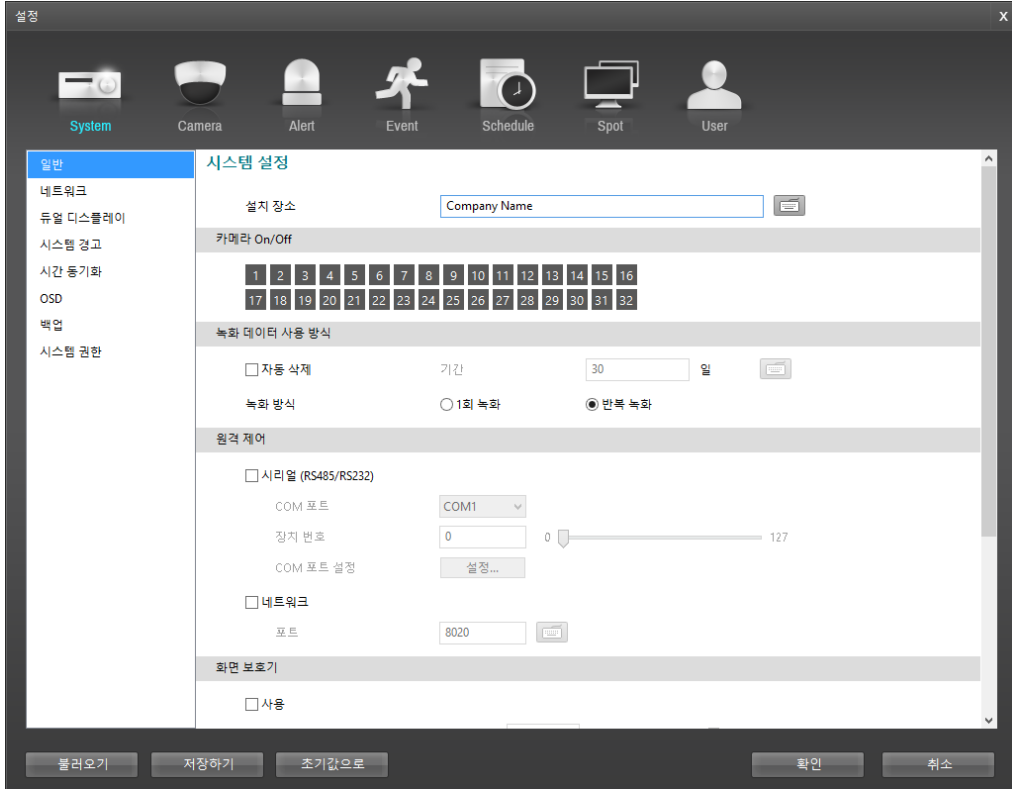 설정 x
System Camera Alert Event Schedule Spot User
일반
네트워크
듀얼 디스플레이
시스템 경고
시간 동기화
OSD
백업
시스템 권한
시스템 설정
설치 장소 Company Name
카메라 On/Off
1 2 3 4 5 6 7 8 9 10 11 12 13 14 15 16
17 18 19 20 21 22 23 24 25 26 27 28 29 30 31 32
녹화 데이터 사용 방식
자동 삭제 기간 30 일
녹화 방식 1회 녹화 반복 녹화
원격 제어
시리얼 (RS485/RS232)
COM 포트 COM1
장치 번호 0 0 127
COM 포트 설정 설정...
네트워크
포트 8020
화면 보호기
사용
불러오기 저장하기 초기값으로 확인 취소